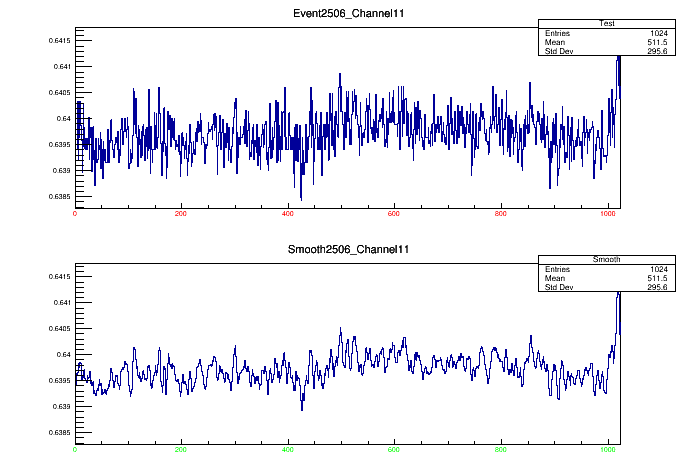 Event2506_Channel11
Test
Entries 1024
Mean 511.5
Std Dev 295.6
0.6415
0.641
0.6405
0.64
0.6395
0.639
0.6385
0 200 400 600 800 1000
Smooth2506_Channel11
Smooth
Entries 1024
Mean 511.5
Std Dev 295.6
0.6415
0.641
0.6405
0.64
0.6395
0.639
0.6385
0 200 400 600 800 1000